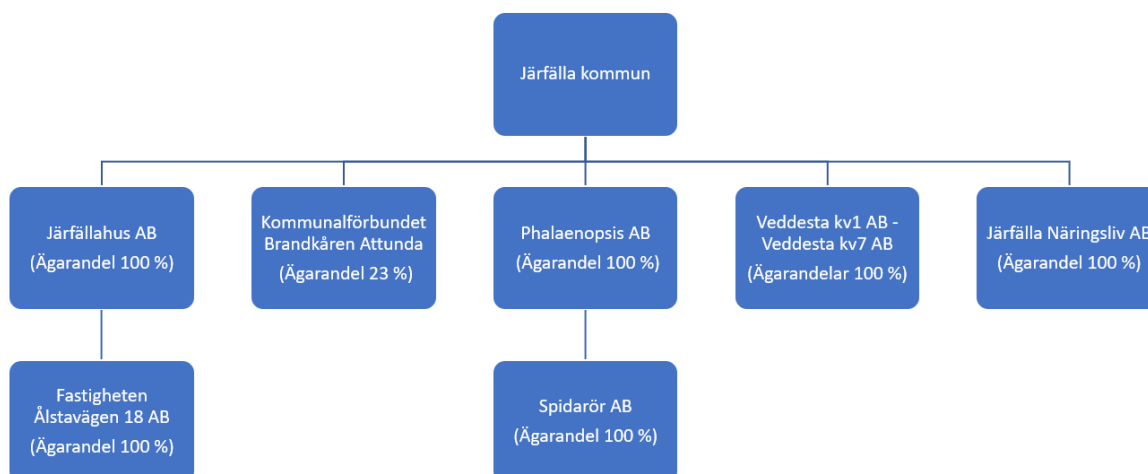 Järfälla kommun
Järfällahus AB
(Ägarandel 100 %)
Kommunalförbundet
Brandkåren Attunda
(Ägarandel 23 %)
Phalaenopsis AB
(Ägarandel 100 %)
Veddesta kv1 AB -
Veddesta kv7 AB
(Ägarandelar 100 %)
Järfälla Näringsliv AB
(Ägarandel 100 %)
Fastigheten
Ålstavägen 18 AB
(Ägarandel 100 %)
Spidarör AB
(Ägarandel 100 %)